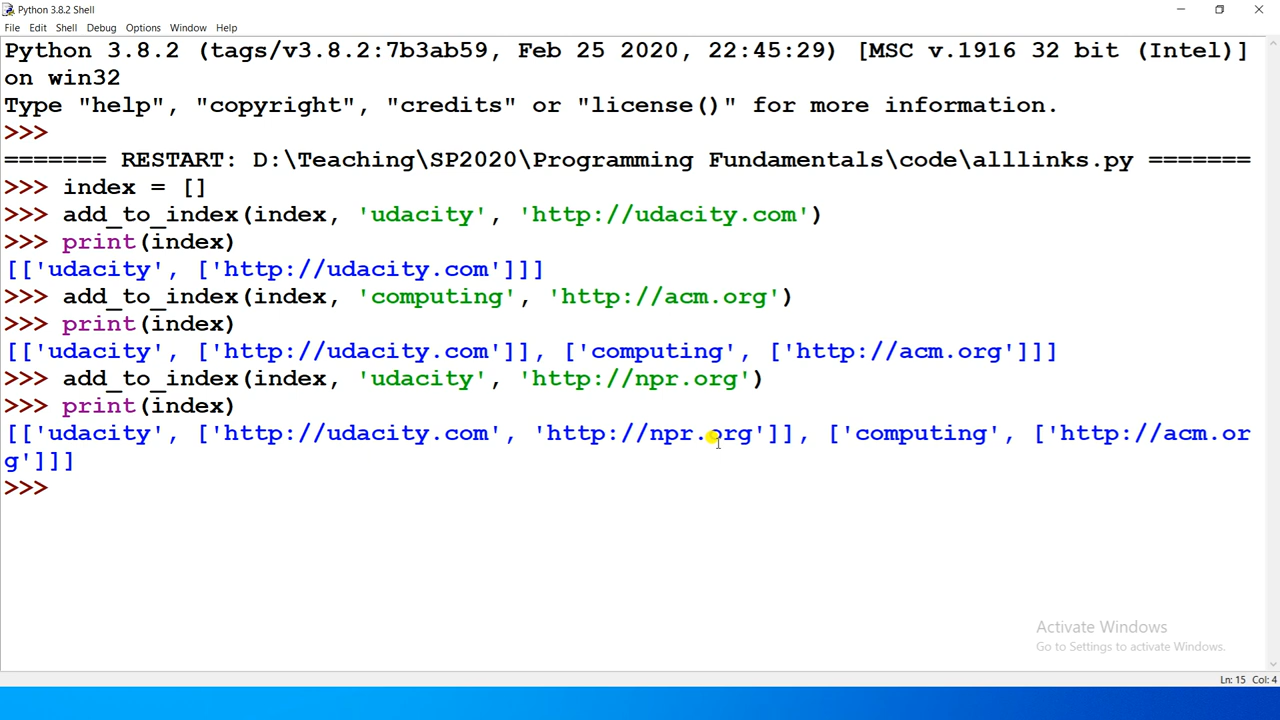 Python 3.8.2 Shell
File Edit Shell Debug Options Window Help
Python 3.8.2 (tags/v3.8.2:7b3ab59, Feb 25 2020, 22:45:29) [MSC v.1916 32 bit (Intel)]
on win32
Type "help", "copyright", "credits" or "license()" for more information.
>>>
======= RESTART: D:\Teaching\SP2020\Programming Fundamentals\code\alllinks.py =======
>>> index = []
>>> add_to_index(index, 'udacity', 'http://udacity.com')
>>> print(index)
[['udacity', ['http://udacity.com']]]
>>> add_to_index(index, 'computing', 'http://acm.org')
>>> print(index)
[['udacity', ['http://udacity.com']], ['computing', ['http://acm.org']]]
>>> add_to_index(index, 'udacity', 'http://npr.org')
>>> print(index)
[['udacity', ['http://udacity.com', 'http://npr.org']], ['computing', ['http://acm.or
g']]]
>>>
Activate Windows
Go to Settings to activate Windows.
Ln: 15 Col: 4